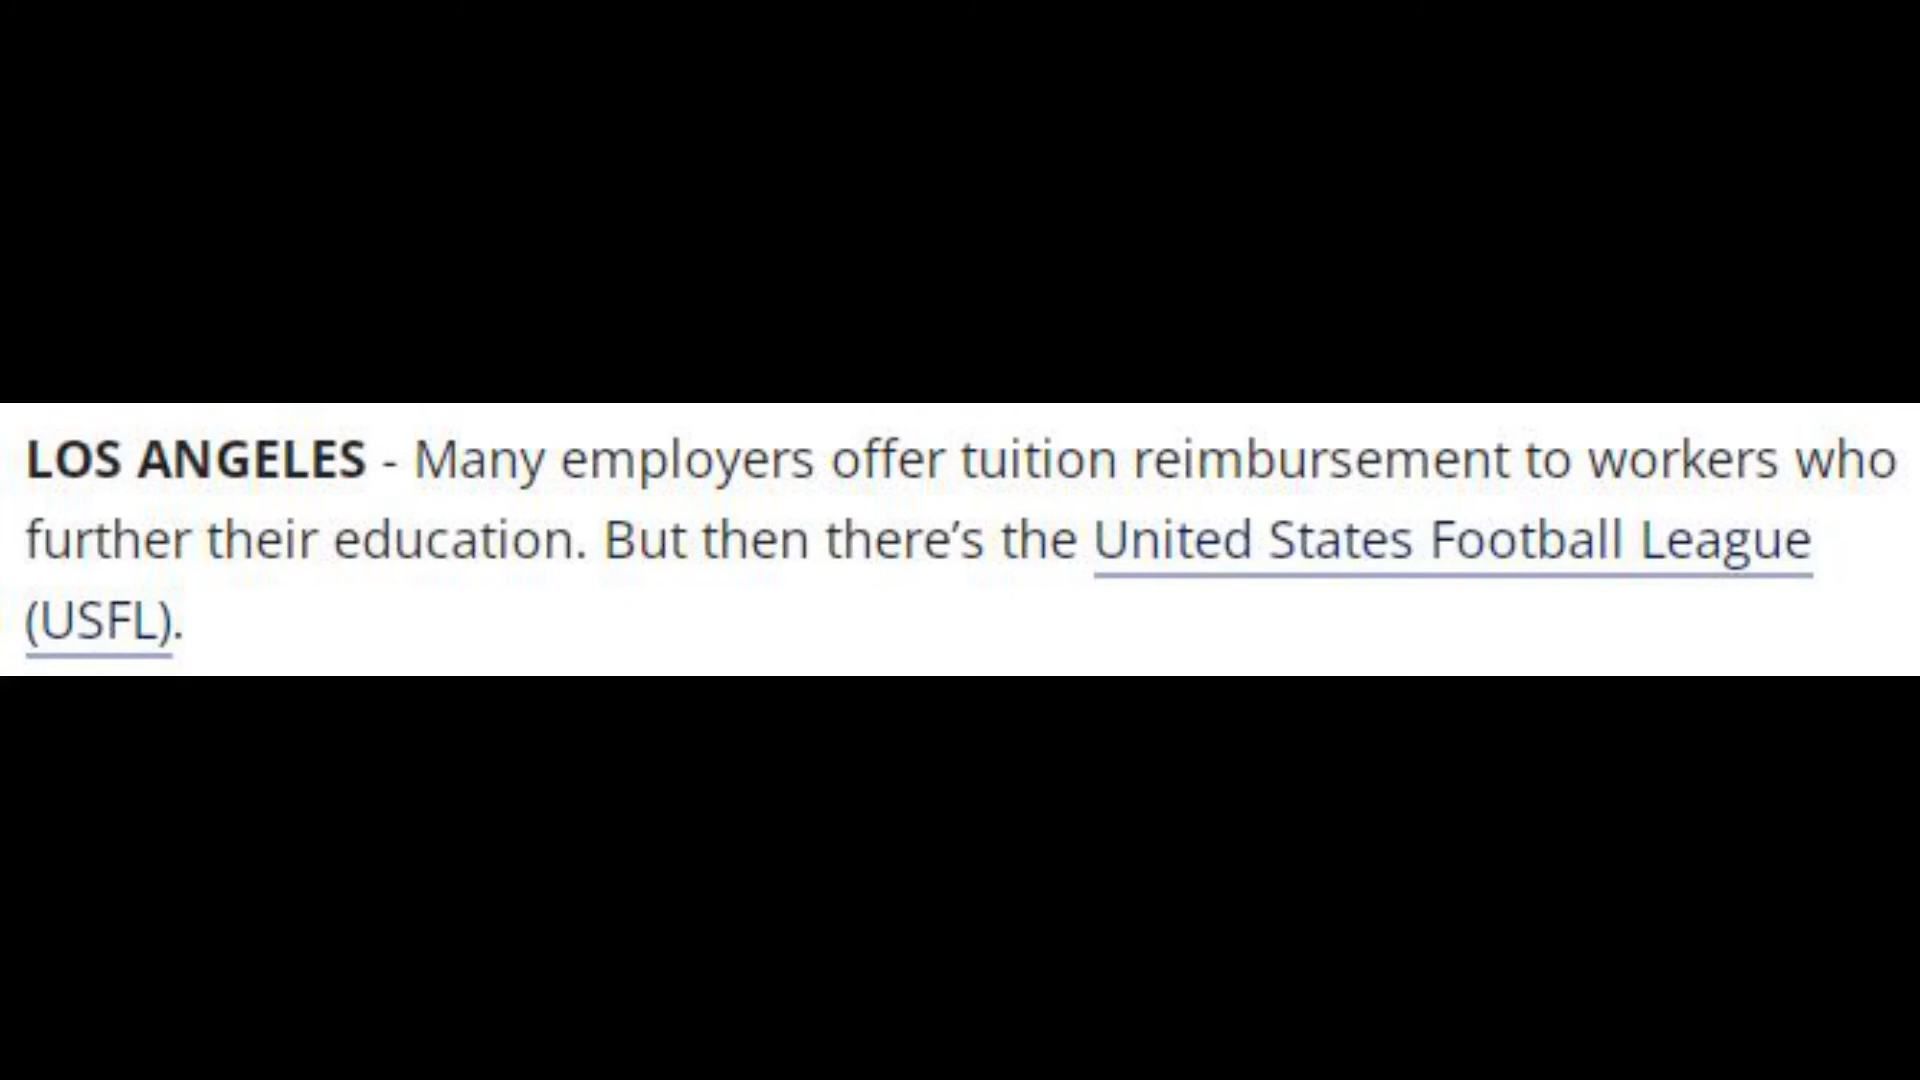 LOS ANGELES - Many employers offer tuition reimbursement to workers who
further their education. But then there’s the United States Football League
(USFL).